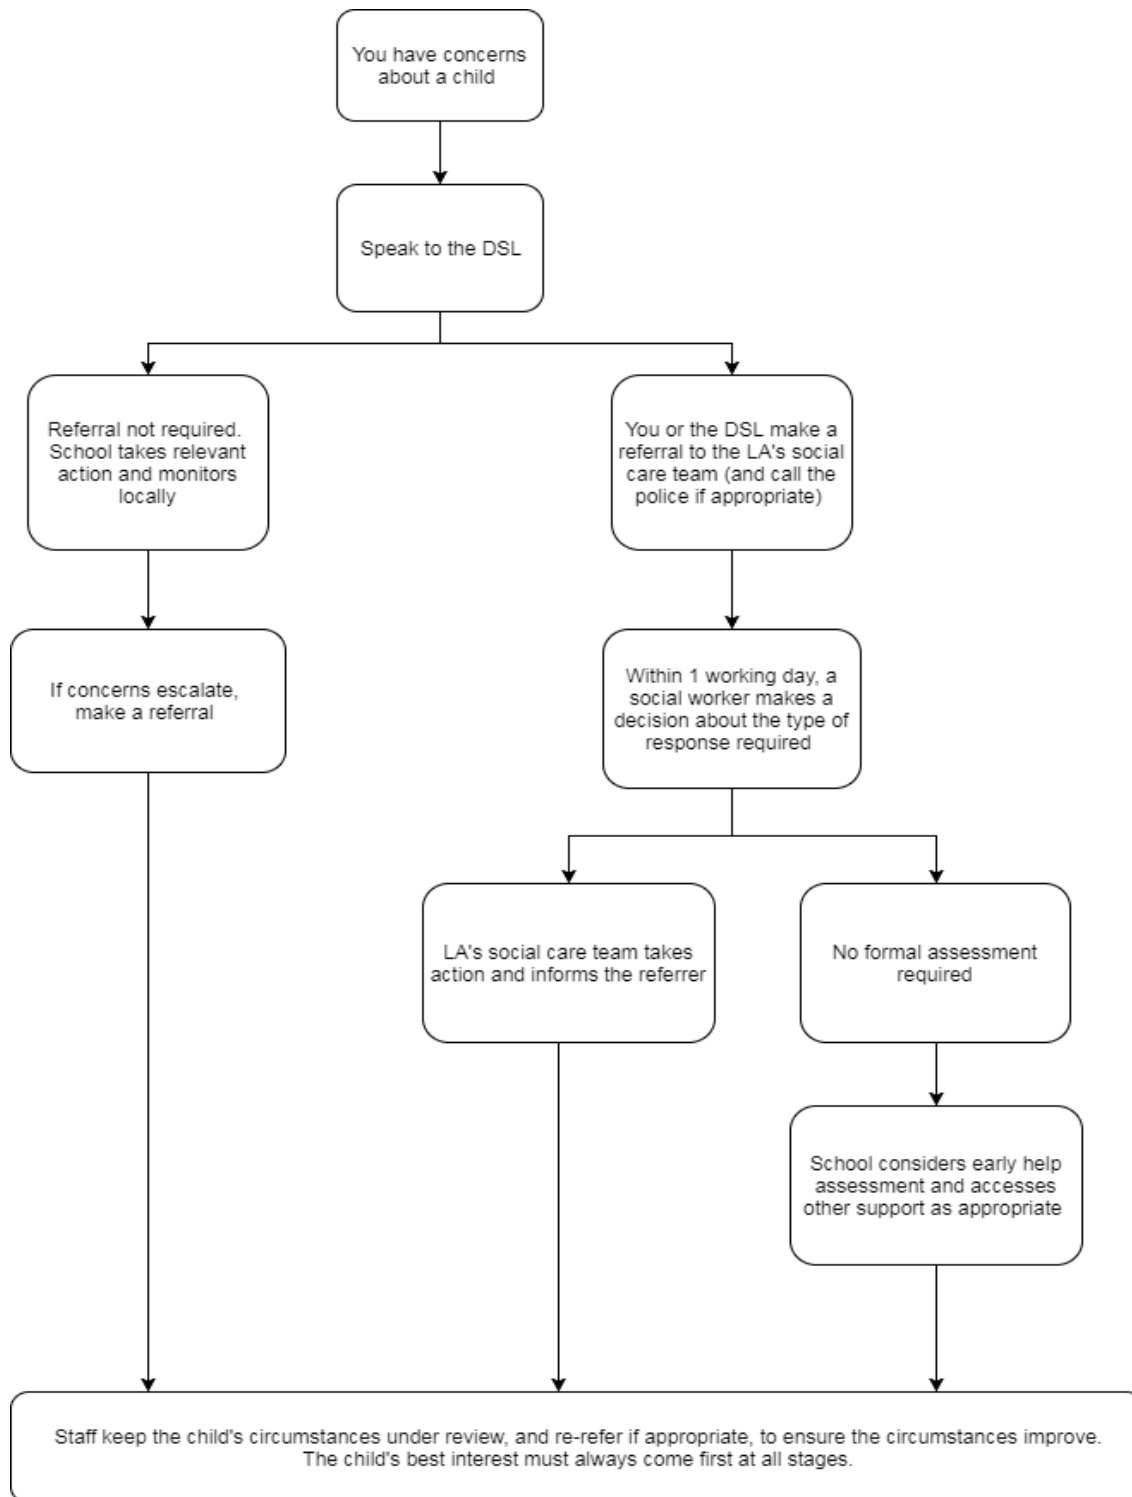 You have concerns
about a child
Speak to the DSL
Referral not required.
School takes relevant
action and monitors
locally
You or the DSL make a
referral to the LA's social
care team (and call the
police if appropriate)
If concerns escalate,
make a referral
Within 1 working day, a
social worker makes a
decision about the type of
response required
LA's social care team takes
action and informs the referrer
No formal assessment
required
School considers early help
assessment and accesses
other support as appropriate
Staff keep the child's circumstances under review, and re-refer if appropriate, to ensure the circumstances improve.
The child's best interest must always come first at all stages.